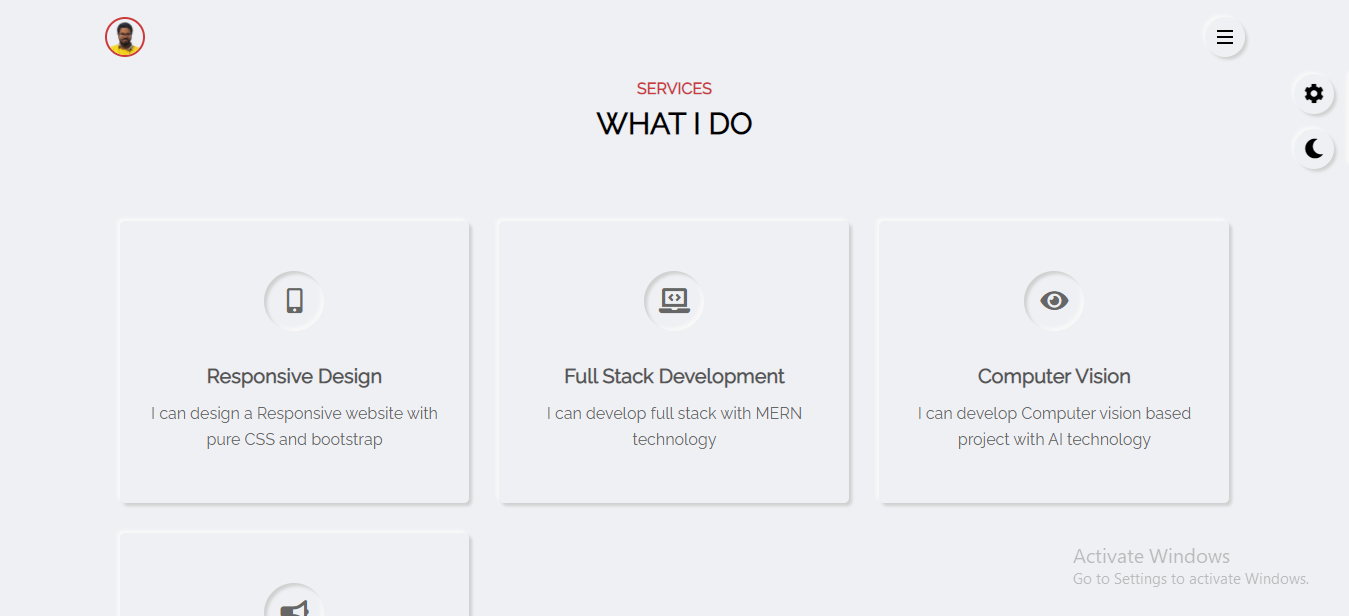 SERVICES
WHAT I DO
Responsive Design
I can design a Responsive website with
pure CSS and bootstrap
Full Stack Development
I can develop full stack with MERN
technology
Computer Vision
I can develop Computer vision based
project with AI technology
Activate Windows
Go to Settings to activate Windows.